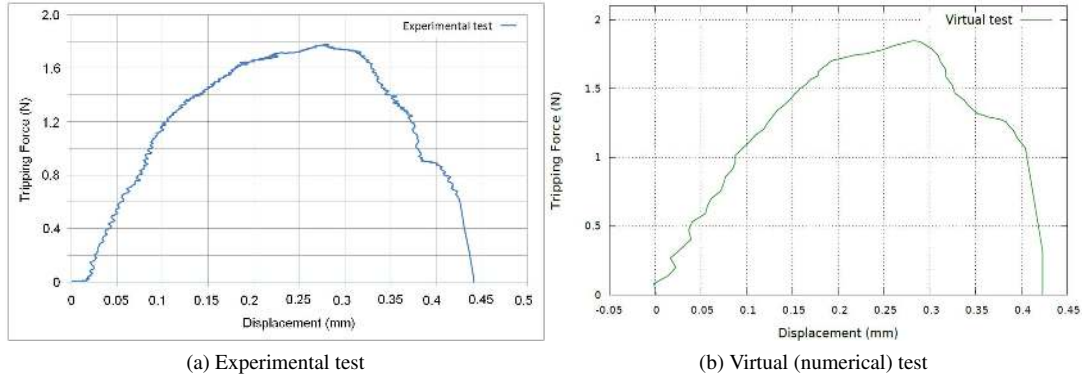 2.0
1.6
1.2
0.8
0.4
0
Tripping Force (N)
Experimental test
0 0.05 0.1 0.15 0.2 0.25 0.3 0.35 0.4 0.45 0.5
Displacement (mm)
(a) Experimental test
2
1.5
1
0.5
0
Tripping Force (N)
Virtual test
-0.05 0 0.05 0.1 0.15 0.2 0.25 0.3 0.35 0.4 0.45
Displacement (mm)
(b) Virtual (numerical) test